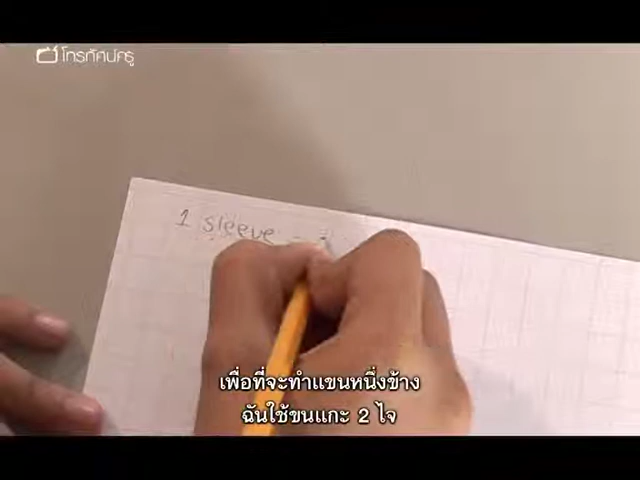 โทรทัศน์ครู
1 sleeve -
เพื่อที่จะทำแขนหนึ่งข้าง
ฉันใช้ขนแกะ 2 ไจ